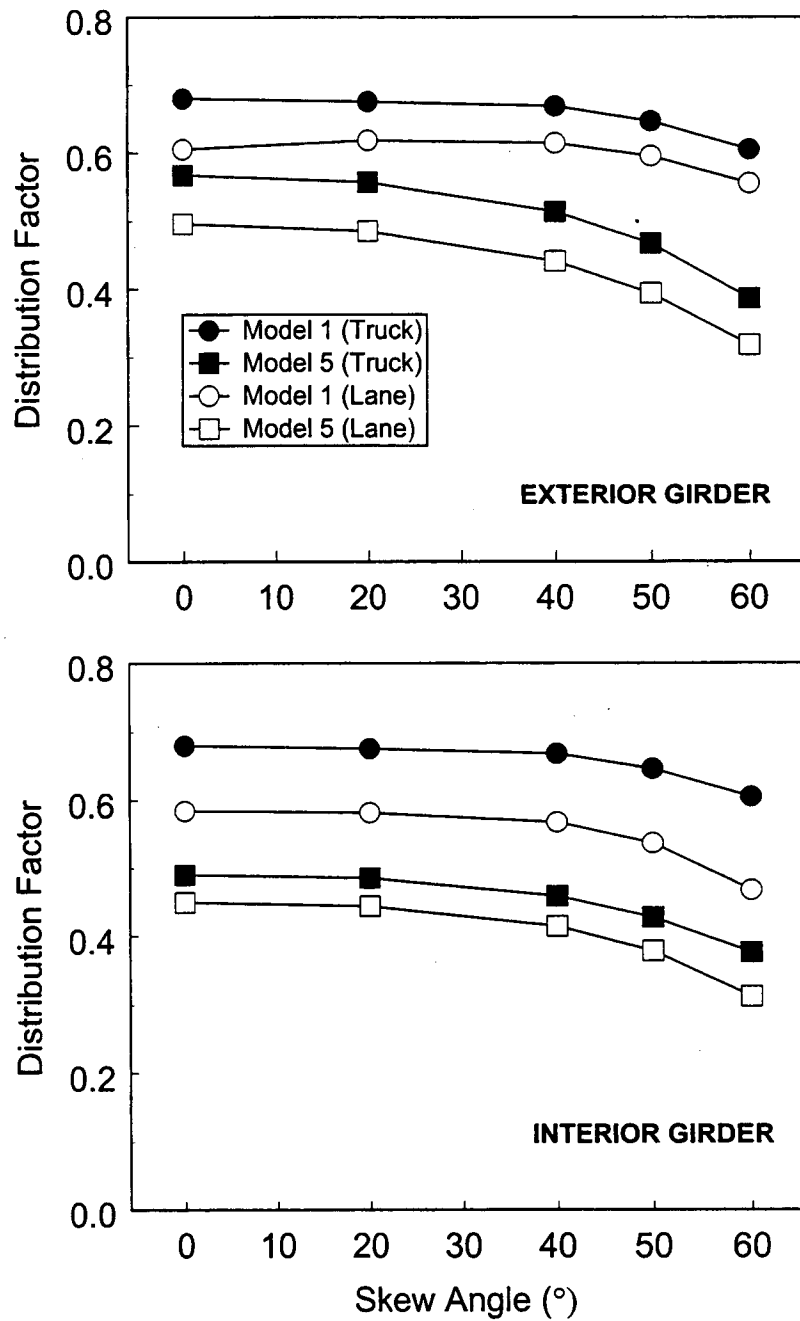 0.8
0.6
0.4
0.2
0.0
Distribution Factor
Model 1 (Truck)
Model 5 (Truck)
Model 1 (Lane)
Model 5 (Lane)
EXTERIOR GIRDER
0 10 20 30 40 50 60
0.8
0.6
0.4
0.2
0.0
Distribution Factor
INTERIOR GIRDER
0 10 20 30 40 50 60
Skew Angle (°)